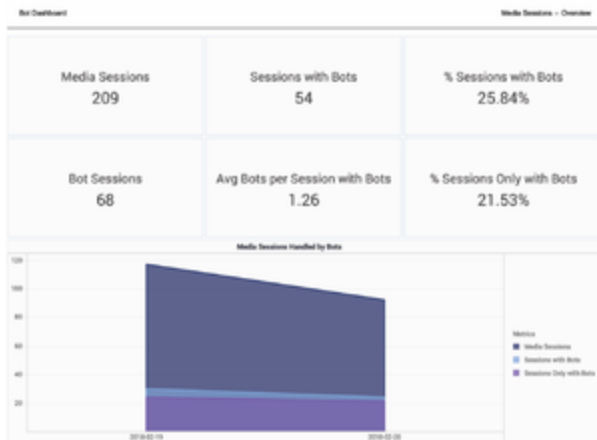 Bot Dashboard
Media Sessions - Overview
Media Sessions
209
Sessions with Bots
54
% Sessions with Bots
25.84%
Bot Sessions
68
Avg Bots per Session with Bots
1.26
% Sessions Only with Bots
21.53%
Media Sessions Handled by Bots
120
100
80
60
40
20
Metrics
Media Sessions
Sessions with Bots
Sessions Only with Bots